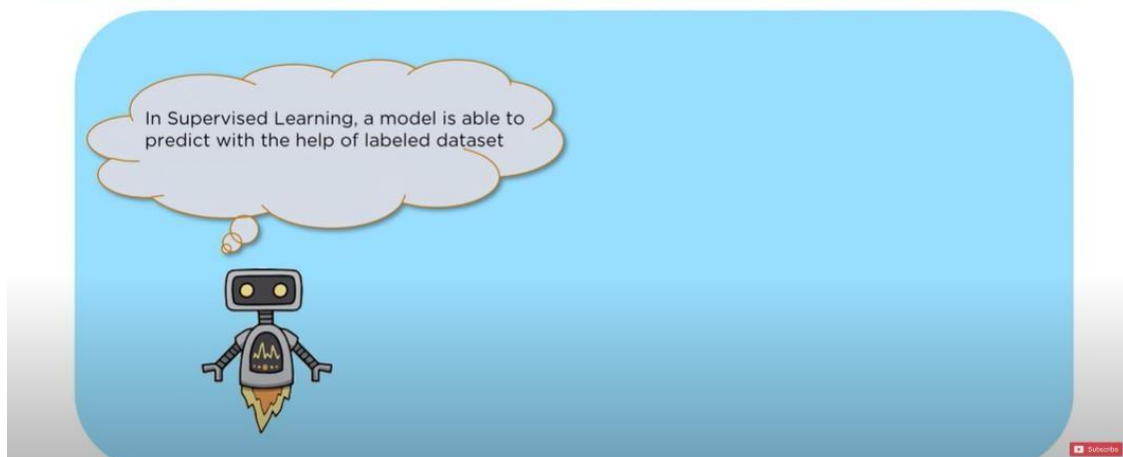 In Supervised Learning, a model is able to
predict with the help of labeled dataset
Subscribe